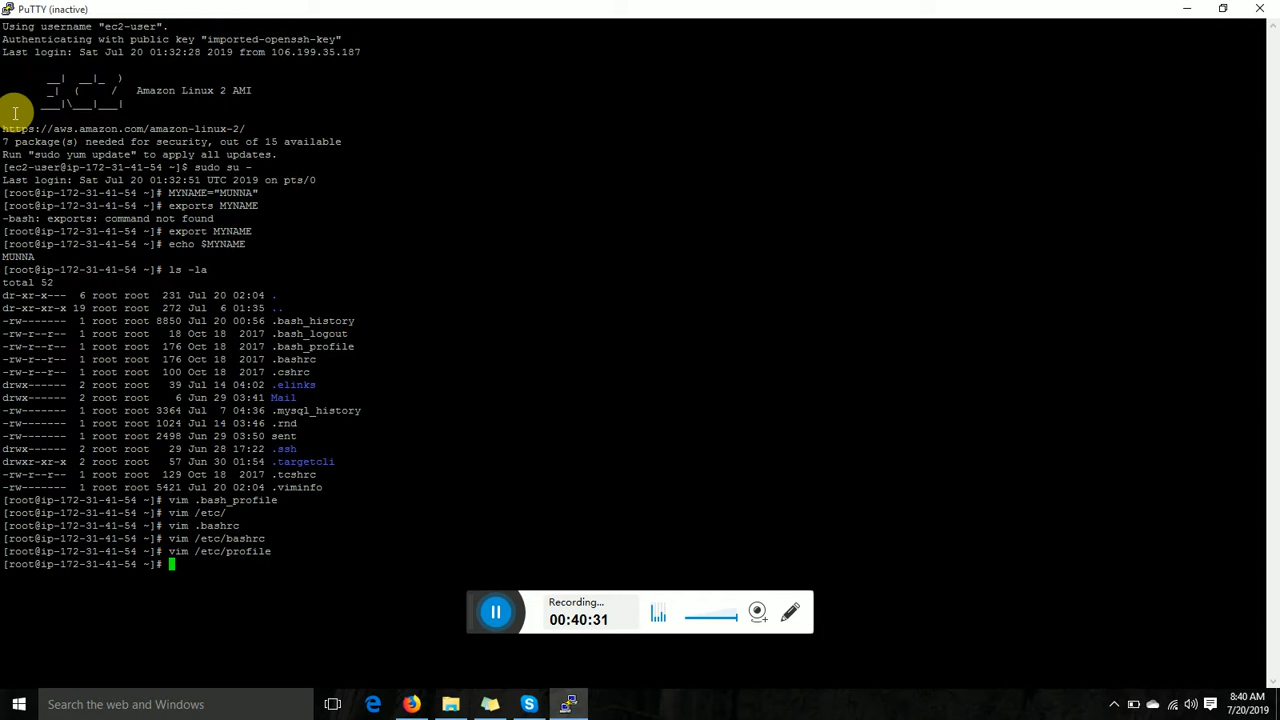 PuTTY (inactive)
Using username "ec2-user".
Authenticating with public key "imported-openssh-key"
Last login: Sat Jul 20 01:32:28 2019 from 106.199.35.187
__|  __|_  )
_|  (     /   Amazon Linux 2 AMI
___|\___|___|
https://aws.amazon.com/amazon-linux-2/
7 package(s) needed for security, out of 15 available
Run "sudo yum update" to apply all updates.
[ec2-user@ip-172-31-41-54 ~]$ sudo su -
Last login: Sat Jul 20 01:32:51 UTC 2019 on pts/0
[root@ip-172-31-41-54 ~]# MYNAME="MUNNA"
[root@ip-172-31-41-54 ~]# exports MYNAME
-bash: exports: command not found
[root@ip-172-31-41-54 ~]# export MYNAME
[root@ip-172-31-41-54 ~]# echo $MYNAME
MUNNA
[root@ip-172-31-41-54 ~]# ls -la
total 52
dr-xr-x---  6 root root  231 Jul 20 02:04 .
dr-xr-xr-x 19 root root  272 Jul  6 01:35 ..
-rw-------  1 root root 8850 Jul 20 00:56 .bash_history
-rw-r--r--  1 root root   18 Oct 18  2017 .bash_logout
-rw-r--r--  1 root root  176 Oct 18  2017 .bash_profile
-rw-r--r--  1 root root  176 Oct 18  2017 .bashrc
-rw-r--r--  1 root root  100 Oct 18  2017 .cshrc
drwx------  2 root root   39 Jul 14 04:02 .elinks
drwx------  2 root root    6 Jun 29 03:41 Mail
-rw-------  1 root root 3364 Jul  7 04:36 .mysql_history
-rw-------  1 root root 1024 Jul 14 03:46 .rnd
-rw-------  1 root root 2498 Jun 29 03:50 sent
drwx------  2 root root   29 Jun 28 17:22 .ssh
drwxr-xr-x  2 root root   57 Jun 30 01:54 .targetcli
-rw-r--r--  1 root root  129 Oct 18  2017 .tcshrc
-rw-------  1 root root 5421 Jul 20 02:04 .viminfo
[root@ip-172-31-41-54 ~]# vim .bash_profile
[root@ip-172-31-41-54 ~]# vim /etc/
[root@ip-172-31-41-54 ~]# vim .bashrc
[root@ip-172-31-41-54 ~]# vim /etc/bashrc
[root@ip-172-31-41-54 ~]# vim /etc/profile
[root@ip-172-31-41-54 ~]#
Recording...
00:40:31
Search the web and Windows
8:40 AM
7/20/2019